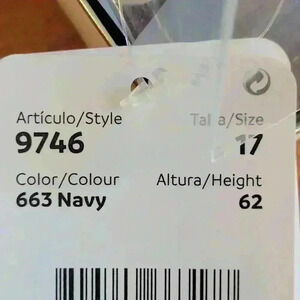 Artículo/Style Talla/Size
9746 17
Color/Colour Altura/Height
663 Navy 62